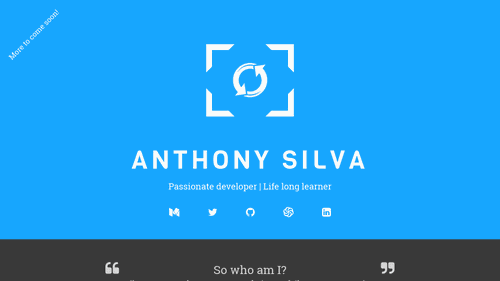 More to come soon!
ANTHONY SILVA
Passionate developer | Life long learner
So who am I?